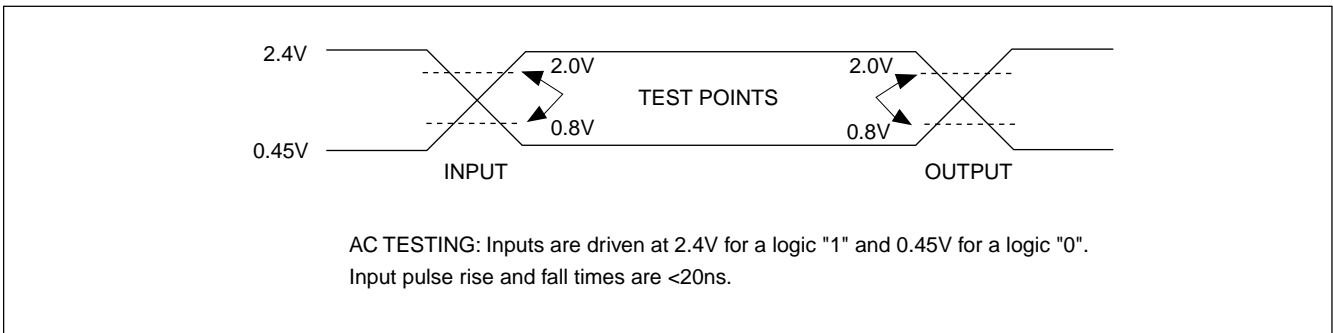 2.4V
2.0V
2.0V
TEST POINTS
0.8V
0.8V
0.45V
INPUT
OUTPUT
AC TESTING: Inputs are driven at 2.4V for a logic "1" and 0.45V for a logic "0".
Input pulse rise and fall times are <20ns.